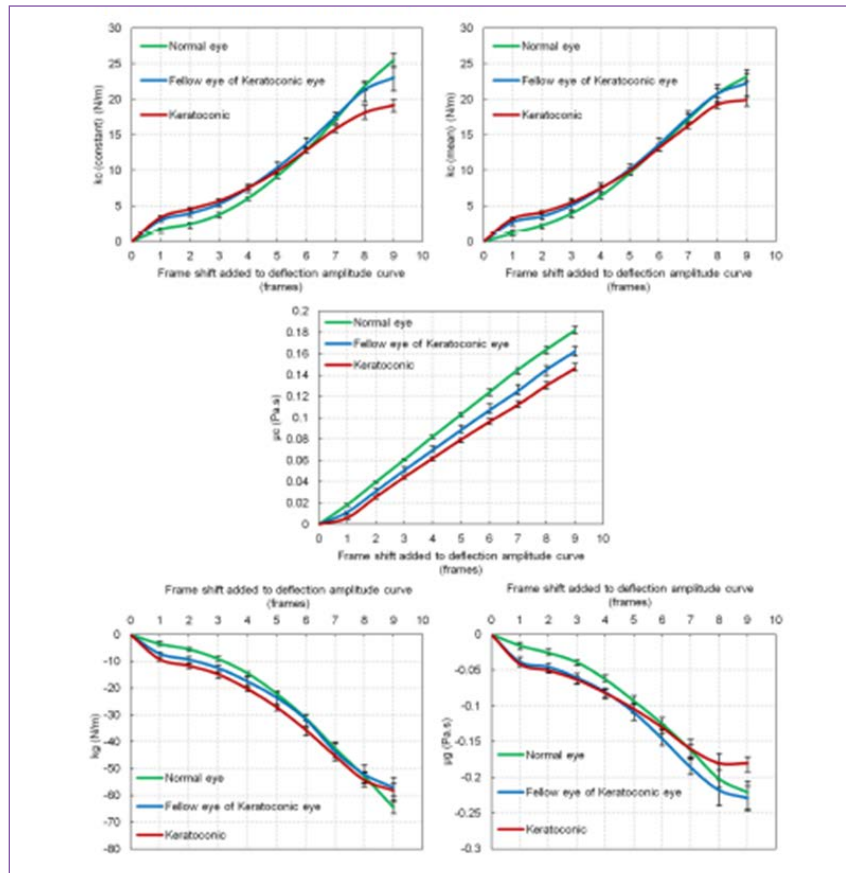 30
25
20
15
10
5
0
kc (constant) (N/m)
Normal eye
Fellow eye of Keratoconic eye
Keratoconic
0 1 2 3 4 5 6 7 8 9 10
Frame shift added to deflection amplitude curve
(frames)
30
25
20
15
10
5
0
kc (mean) (N/m)
Normal eye
Fellow eye of Keratoconic eye
Keratoconic
0 1 2 3 4 5 6 7 8 9 10
Frame shift added to deflection amplitude curve
(frames)
0.2
0.18
0.16
0.14
0.12
0.1
0.08
0.06
0.04
0.02
0
μc (Pa.s)
Normal eye
Fellow eye of Keratoconic eye
Keratoconic
0 1 2 3 4 5 6 7 8 9 10
Frame shift added to deflection amplitude curve
(frames)
Frame shift added to deflection amplitude curve
(frames)
0 1 2 3 4 5 6 7 8 9 10
0
-10
-20
-30
-40
-50
-60
-70
-80
kg (N/m)
Normal eye
Fellow eye of Keratoconic eye
Keratoconic
Frame shift added to deflection amplitude curve
(frames)
0 1 2 3 4 5 6 7 8 9 10
0
-0.05
-0.1
-0.15
-0.2
-0.25
-0.3
μg (Pa.s)
Normal eye
Fellow eye of Keratoconic eye
Keratoconic